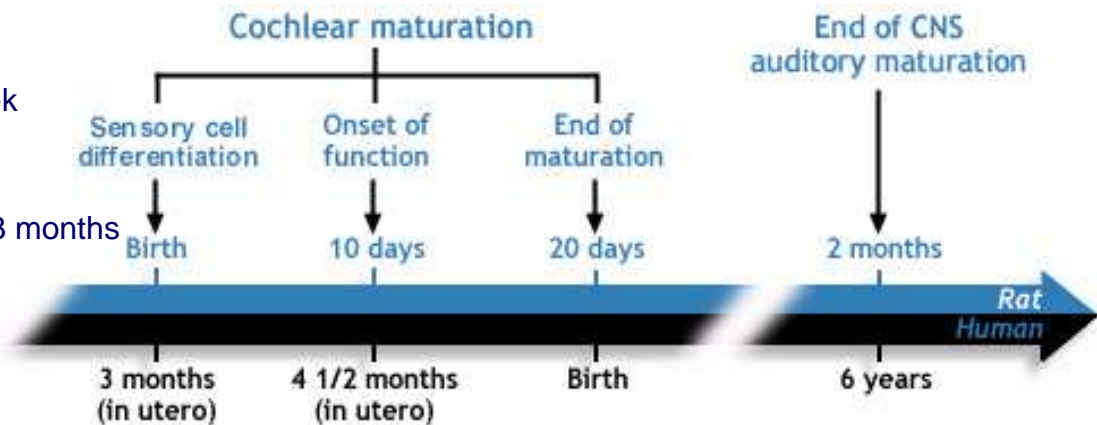 Cochlear maturation
End of CNS
auditory maturation
Sensory cell
differentiation
Onset of
function
End of
maturation
3 months
Birth
10 days
20 days
2 months
Rat
Human
3 months
(in utero)
4 1/2 months
(in utero)
Birth
6 years